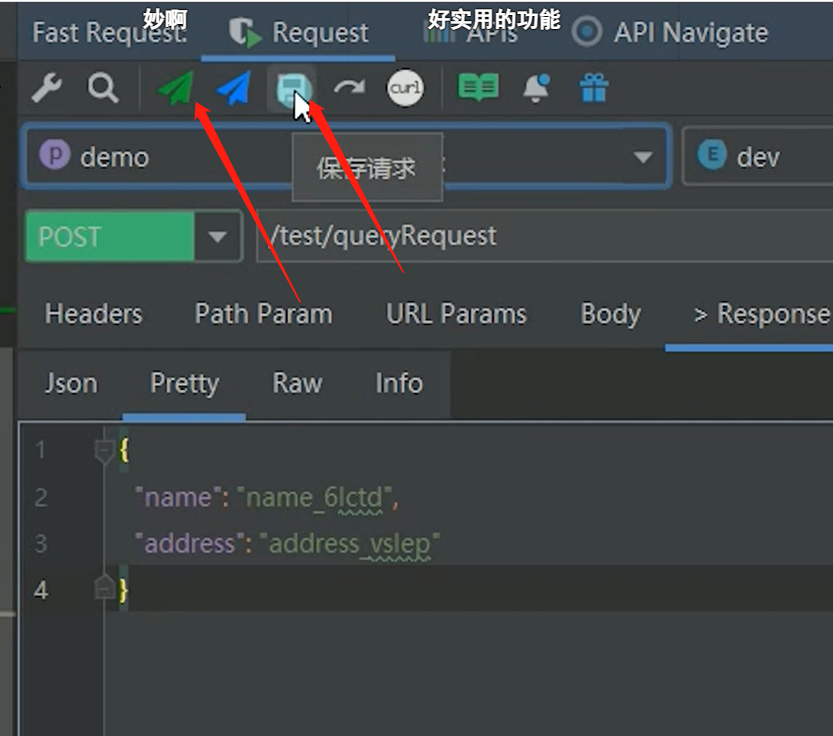 妙啊 好实用的功能
Fast Request: Request APIs API Navigate
curl
p demo E dev
保存请求
POST /test/queryRequest
Headers Path Param URL Params Body > Response
Json Pretty Raw Info
1 {
2 "name": "name_6lctd",
3 "address": "address_vslep"
4 }